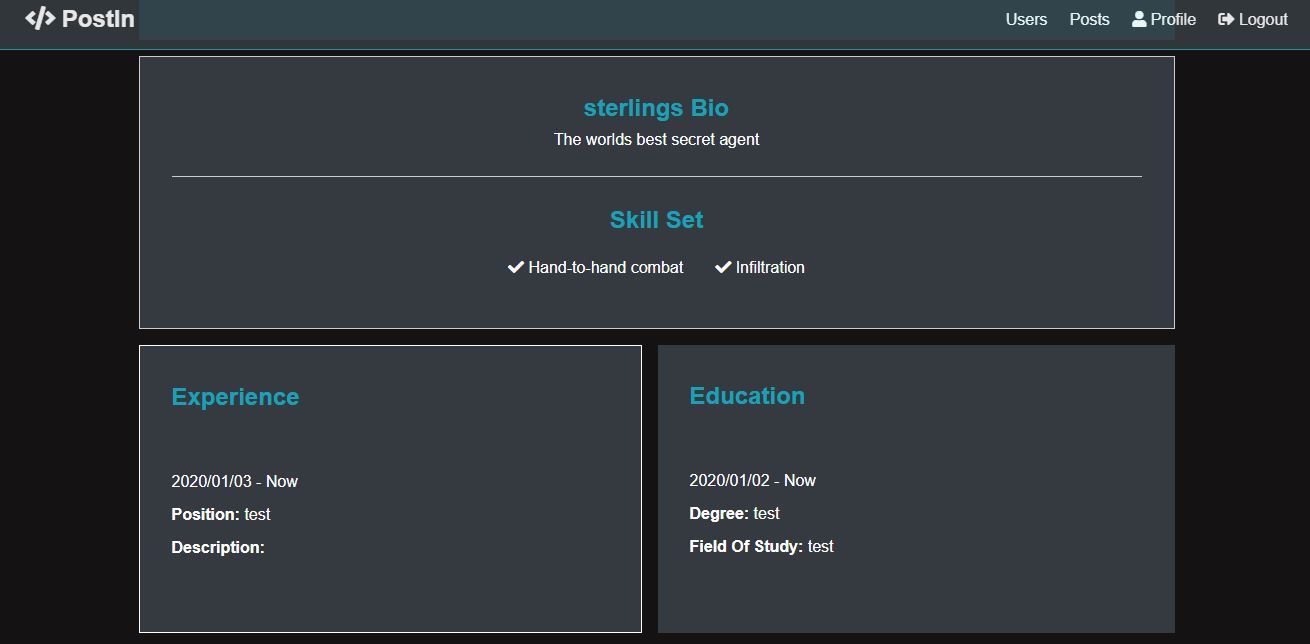 </> PostIn
Users Posts Profile Logout
sterlings Bio
The worlds best secret agent
Skill Set
Hand-to-hand combat Infiltration
Experience
2020/01/03 - Now
Position: test
Description:
Education
2020/01/02 - Now
Degree: test
Field Of Study: test